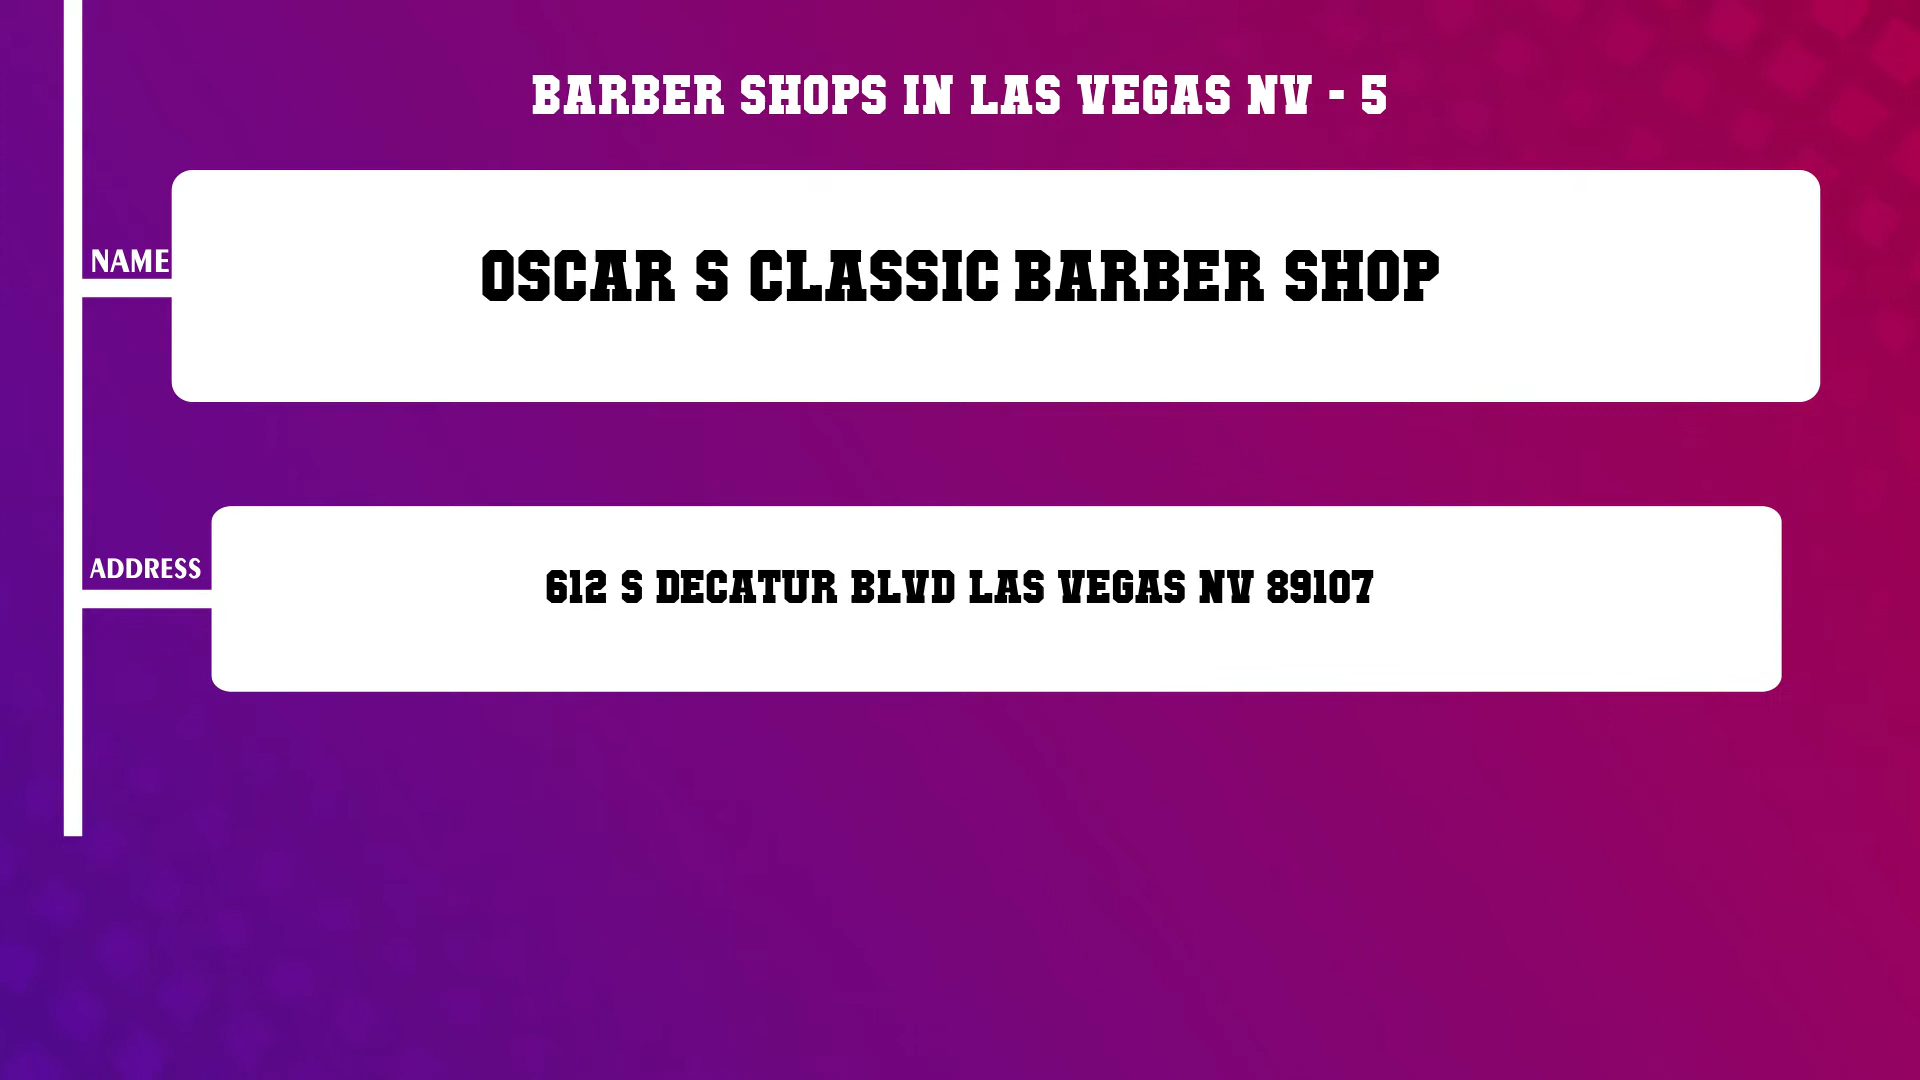 BARBER SHOPS IN LAS VEGAS NV - 5
NAME
OSCAR S CLASSIC BARBER SHOP
ADDRESS
612 S DECATUR BLVD LAS VEGAS NV 89107